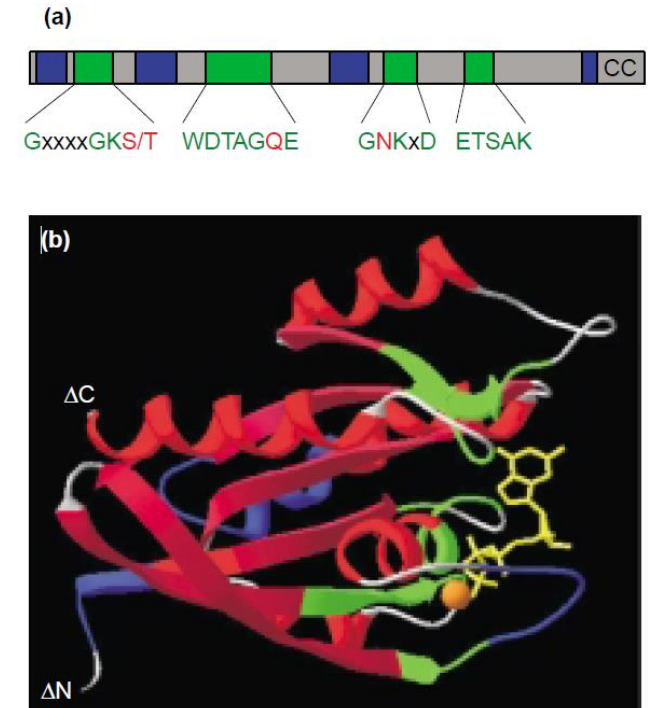 (a)
CC
GxxxxGKS/T WDTAGQE GNKxD ETSAK
(b)
ΔC
ΔN